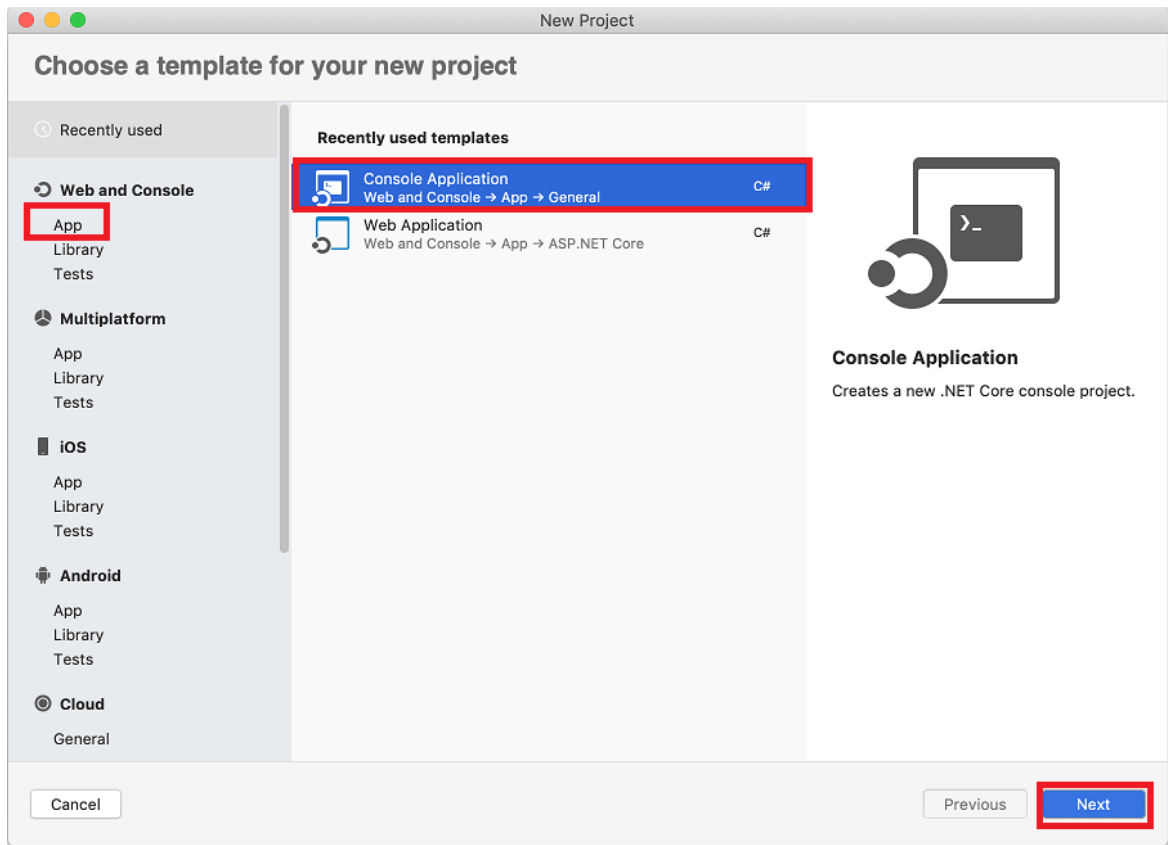 New Project
Choose a template for your new project
Recently used
Web and Console
App
Library
Tests
Multiplatform
App
Library
Tests
iOS
App
Library
Tests
Android
App
Library
Tests
Cloud
General
Recently used templates
Console Application
Web and Console → App → General
C#
Web Application
Web and Console → App → ASP.NET Core
C#
Console Application
Creates a new .NET Core console project.
Cancel
Previous
Next